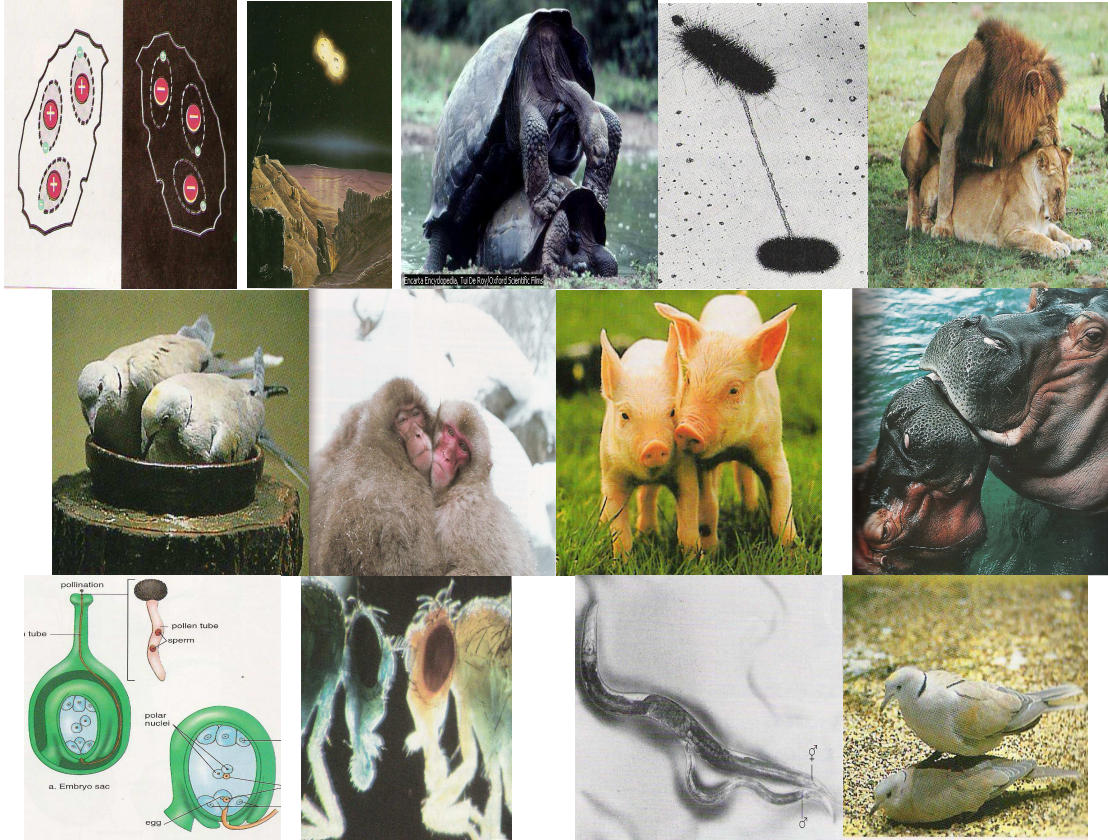 +
+
+
−
−
−
Encarta Encyclopedia, Tui De Roy/Oxford Scientific Films
pollination
tube
pollen tube
sperm
polar
nuclei
a. Embryo sac
egg
⚥
♂